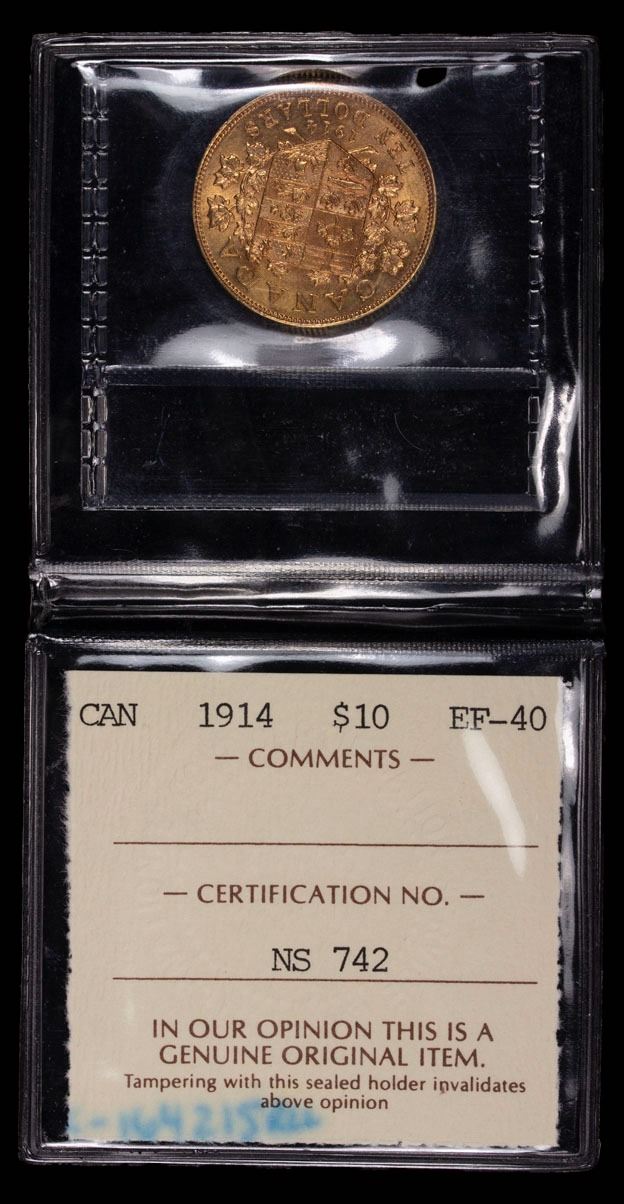 CANADA
1914
TEN DOLLARS
CAN 1914 $10 EF-40
— COMMENTS —
— CERTIFICATION NO. —
NS 742
IN OUR OPINION THIS IS A
GENUINE ORIGINAL ITEM.
Tampering with this sealed holder invalidates
above opinion